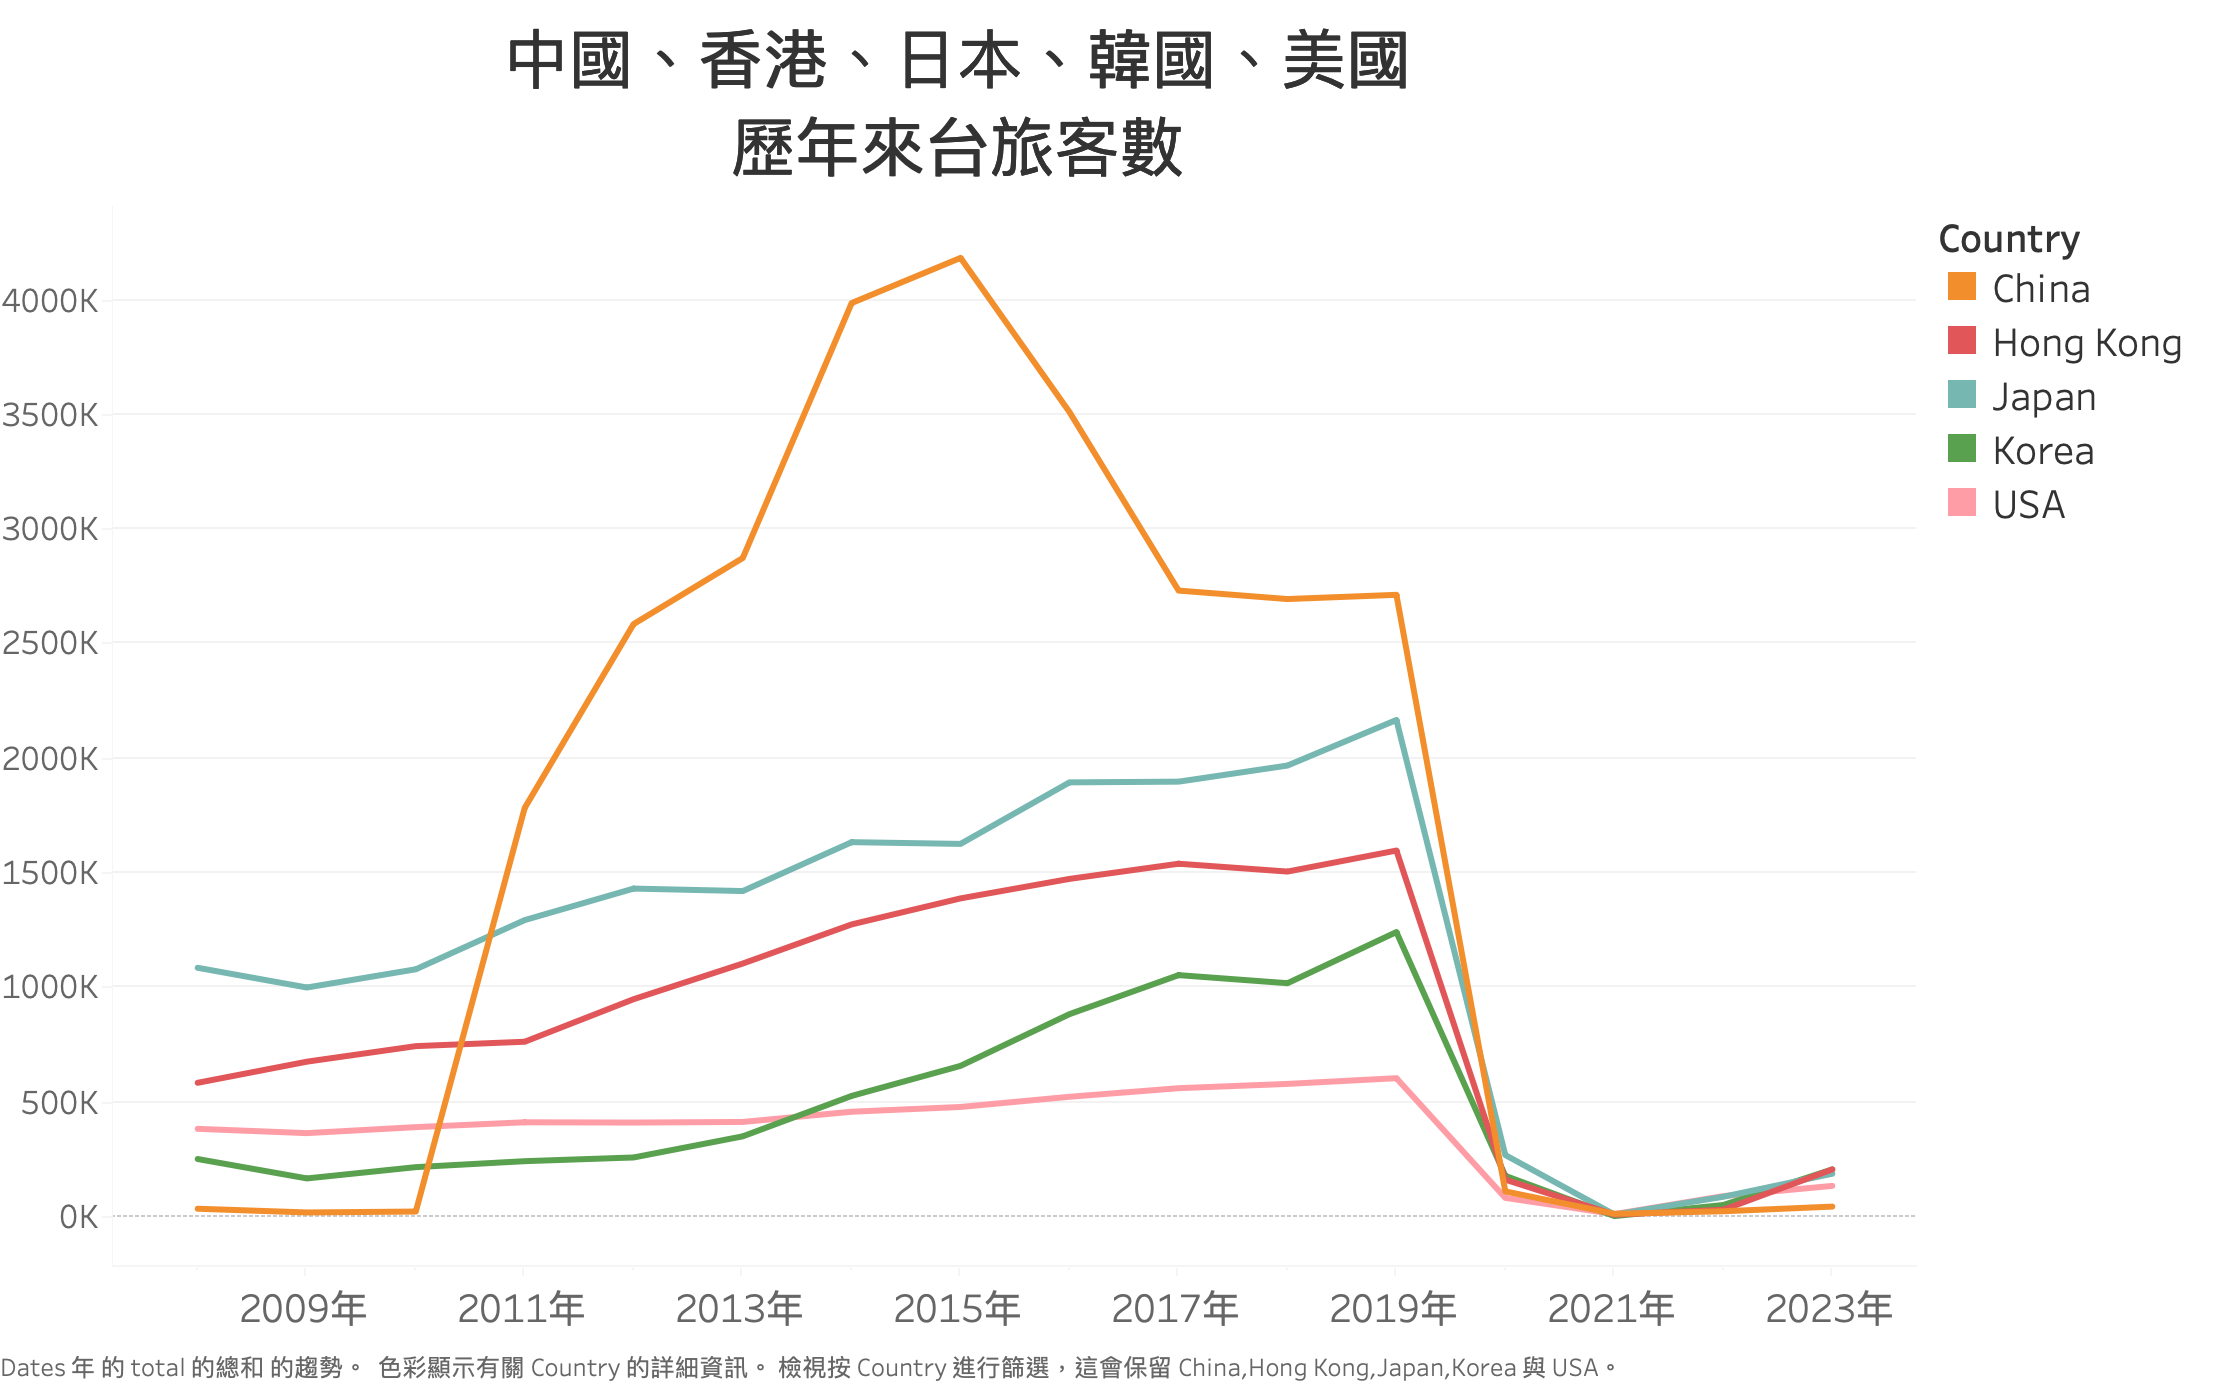 中國、香港、日本、韓國、美國
歷年來台旅客數
Country
China
Hong Kong
Japan
Korea
USA
4000K
3500K
3000K
2500K
2000K
1500K
1000K
500K
0K
2009年 2011年 2013年 2015年 2017年 2019年 2021年 2023年
Dates 年 的 total 的總和 的趨勢。 色彩顯示有關 Country 的詳細資訊。 檢視按 Country 進行篩選，這會保留 China,Hong Kong,Japan,Korea 與 USA。